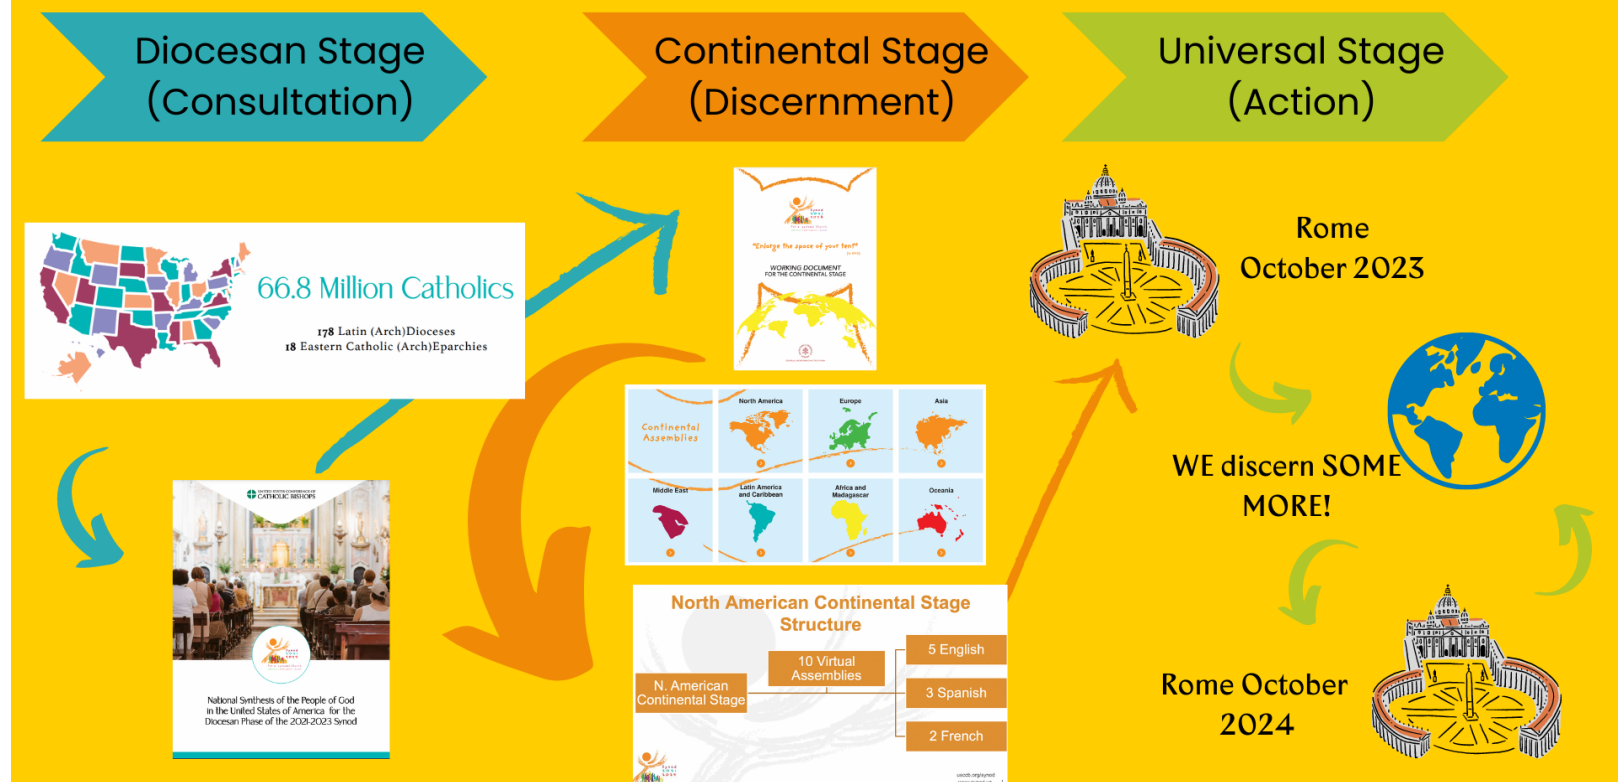 Diocesan Stage
(Consultation)
Continental Stage
(Discernment)
Universal Stage
(Action)
66.8 Million Catholics
178 Latin (Arch)Dioceses
18 Eastern Catholic (Arch)Eparchies
UNITED STATES CONFERENCE OF
CATHOLIC BISHOPS
National Synthesis of the People of God
in the United States of America for the
Diocesan Phase of the 2021-2023 Synod
"Enlarge the space of your tent"
WORKING DOCUMENT
FOR THE CONTINENTAL STAGE
Continental
Assemblies
North America
Europe
Asia
Middle East
Latin America
and Caribbean
Africa and
Madagascar
Oceania
North American Continental Stage
Structure
N. American
Continental Stage
10 Virtual
Assemblies
5 English
3 Spanish
2 French
Rome
October 2023
WE discern SOME
MORE!
Rome October
2024